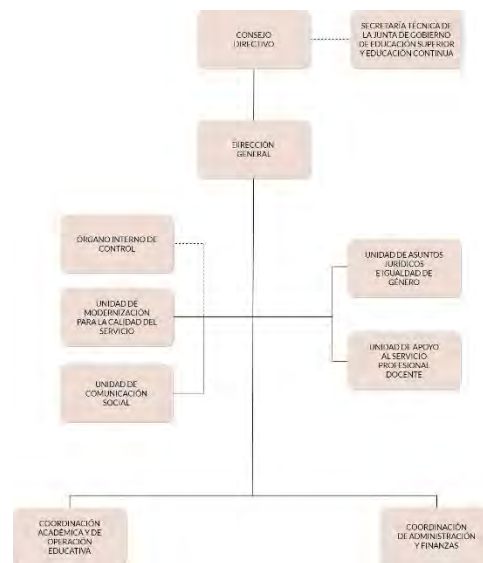 CONSEJO
DIRECTIVO
SECRETARÍA TÉCNICA DE
LA JUNTA DE GOBIERNO
DE EDUCACIÓN SUPERIOR
Y EDUCACIÓN CONTINUA
DIRECCIÓN
GENERAL
ÓRGANO INTERNO DE
CONTROL
UNIDAD DE ASUNTOS
JURÍDICOS
E IGUALDAD DE
GÉNERO
UNIDAD DE
MODERNIZACIÓN
PARA LA CALIDAD DEL
SERVICIO
UNIDAD DE APOYO
AL SERVICIO
PROFESIONAL
DOCENTE
UNIDAD DE
COMUNICACIÓN
SOCIAL
COORDINACIÓN
ACADÉMICA Y DE
OPERACIÓN
EDUCATIVA
COORDINACIÓN
DE ADMINISTRACIÓN
Y FINANZAS